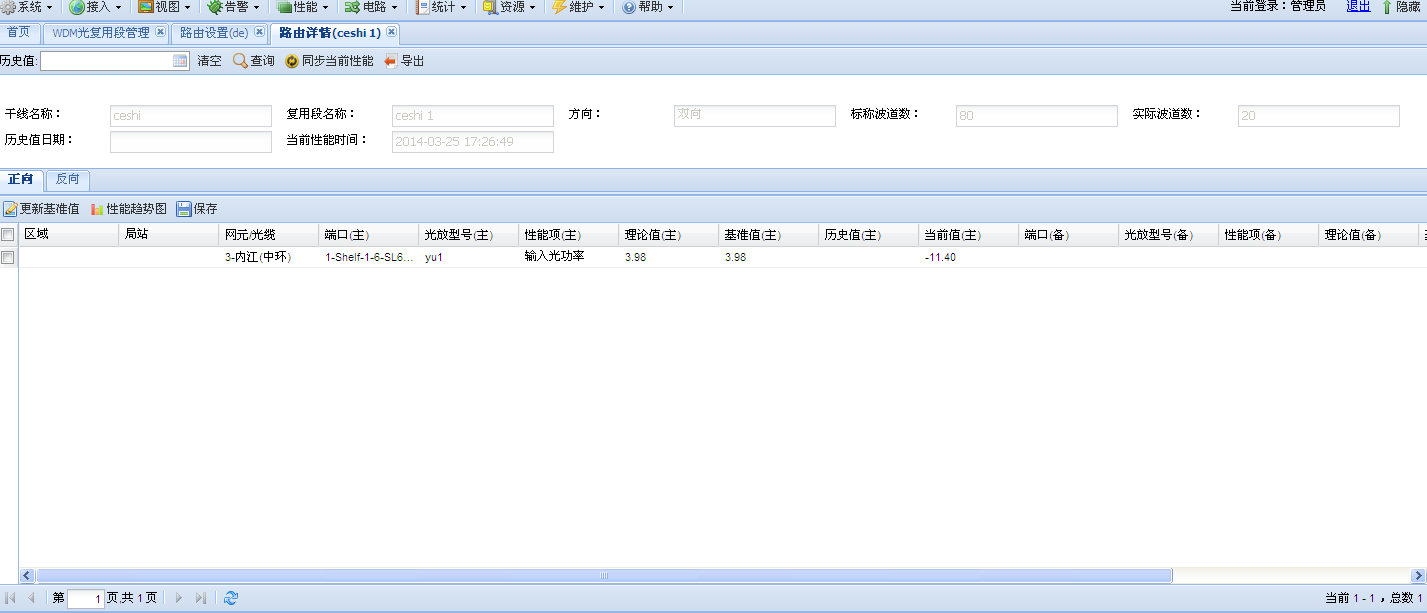 系统 接入 视图 告警 性能 电路 统计 资源 维护 帮助 当前登录：管理员 退出 隐藏
首页 WDM光复用段管理 路由设置(de) 路由详情(ceshi 1)
历史值: 清空 查询 同步当前性能 导出
干线名称： ceshi 复用段名称： ceshi 1 方向： 双向 标称波道数： 80 实际波道数： 20
历史值日期： 当前性能时间： 2014-03-25 17:26:49
正向 反向
更新基准值 性能趋势图 保存
区域 局站 网元/光缆 端口(主) 光放型号(主) 性能项(主) 理论值(主) 基准值(主) 历史值(主) 当前值(主) 端口(备) 光放型号(备) 性能项(备) 理论值(备)
3-内江(中环) 1-Shelf-1-6-SL6... yu1 输入光功率 3.98 3.98 -11.40
第 1 页,共 1 页 当前 1 - 1 ，总数 1